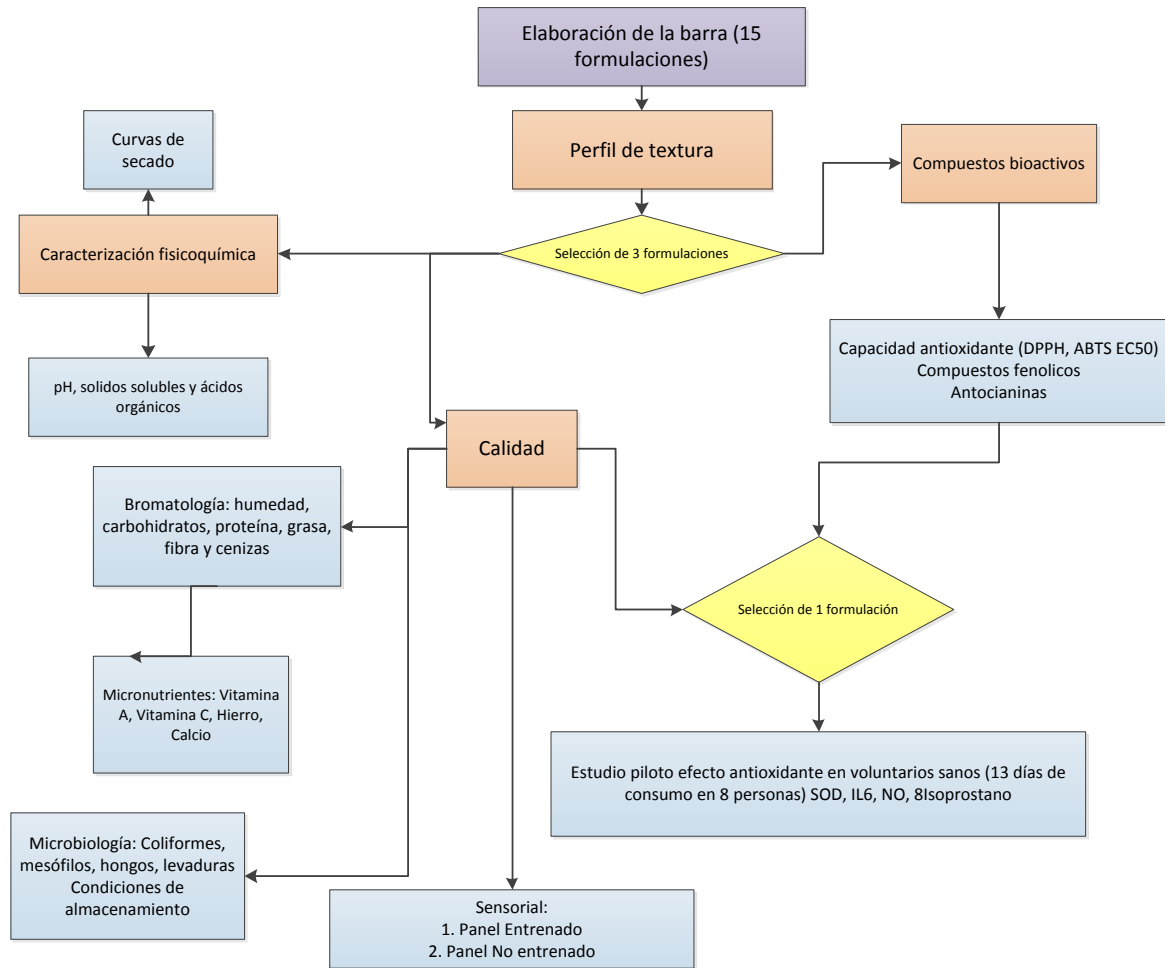 Elaboración de la barra (15
formulaciones)
Perfil de textura
Curvas de
secado
Compuestos bioactivos
Caracterización fisicoquímica
Selección de 3 formulaciones
Capacidad antioxidante (DPPH, ABTS EC50)
Compuestos fenolicos
Antocianinas
pH, solidos solubles y ácidos
orgánicos
Calidad
Bromatología: humedad,
carbohidratos, proteína, grasa,
fibra y cenizas
Selección de 1 formulación
Micronutrientes: Vitamina
A, Vitamina C, Hierro,
Calcio
Estudio piloto efecto antioxidante en voluntarios sanos (13 días de
consumo en 8 personas) SOD, IL6, NO, 8Isoprostano
Microbiología: Coliformes,
mesófilos, hongos, levaduras
Condiciones de
almacenamiento
Sensorial:
1. Panel Entrenado
2. Panel No entrenado